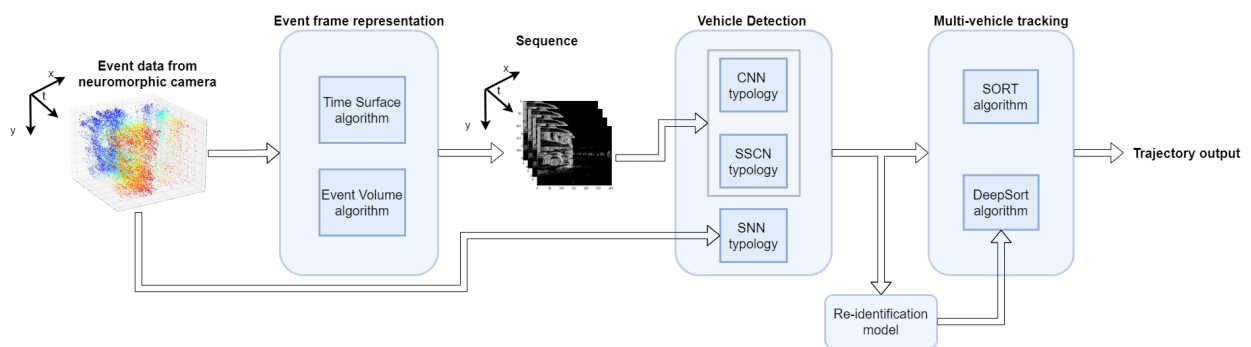 Event frame representation
Vehicle Detection
Multi-vehicle tracking
Sequence
Event data from
neuromorphic camera
x
t
y
x
t
y
Time Surface
algorithm
Event Volume
algorithm
CNN
typology
SSCN
typology
SNN
typology
SORT
algorithm
DeepSort
algorithm
Trajectory output
Re-identification
model